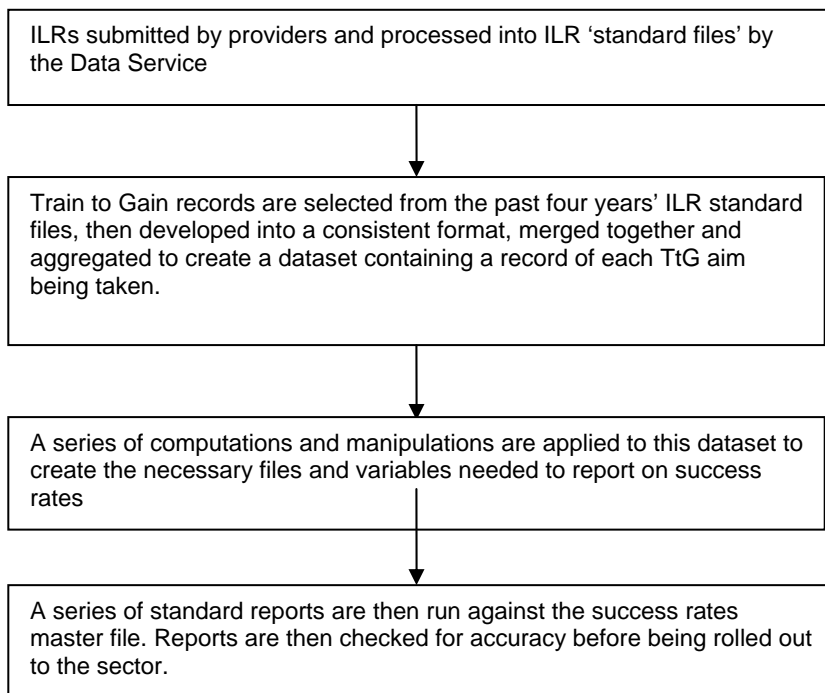 ILRs submitted by providers and processed into ILR ‘standard files’ by
the Data Service
Train to Gain records are selected from the past four years’ ILR standard
files, then developed into a consistent format, merged together and
aggregated to create a dataset containing a record of each TtG aim
being taken.
A series of computations and manipulations are applied to this dataset to
create the necessary files and variables needed to report on success
rates
A series of standard reports are then run against the success rates
master file. Reports are then checked for accuracy before being rolled out
to the sector.